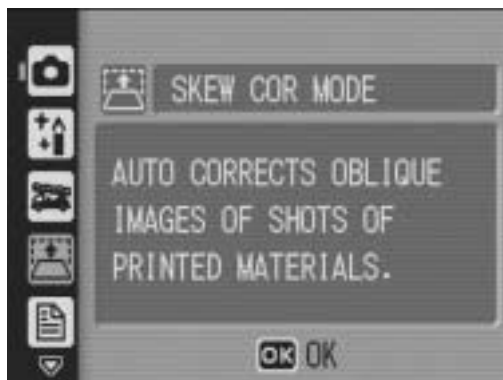 SKEW COR MODE
AUTO CORRECTS OBLIQUE
IMAGES OF SHOTS OF
PRINTED MATERIALS.
OK OK